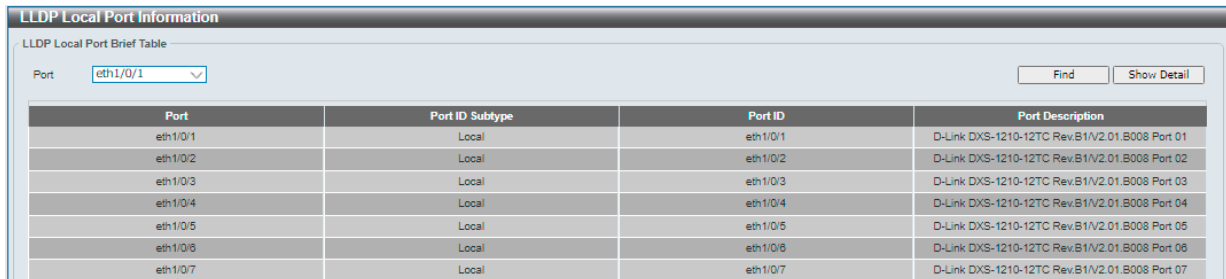 LLDP Local Port Information
LLDP Local Port Brief Table
Port eth1/0/1 Find Show Detail
Port Port ID Subtype Port ID Port Description
eth1/0/1 Local eth1/0/1 D-Link DXS-1210-12TC Rev.B1/V2.01.B008 Port 01
eth1/0/2 Local eth1/0/2 D-Link DXS-1210-12TC Rev.B1/V2.01.B008 Port 02
eth1/0/3 Local eth1/0/3 D-Link DXS-1210-12TC Rev.B1/V2.01.B008 Port 03
eth1/0/4 Local eth1/0/4 D-Link DXS-1210-12TC Rev.B1/V2.01.B008 Port 04
eth1/0/5 Local eth1/0/5 D-Link DXS-1210-12TC Rev.B1/V2.01.B008 Port 05
eth1/0/6 Local eth1/0/6 D-Link DXS-1210-12TC Rev.B1/V2.01.B008 Port 06
eth1/0/7 Local eth1/0/7 D-Link DXS-1210-12TC Rev.B1/V2.01.B008 Port 07